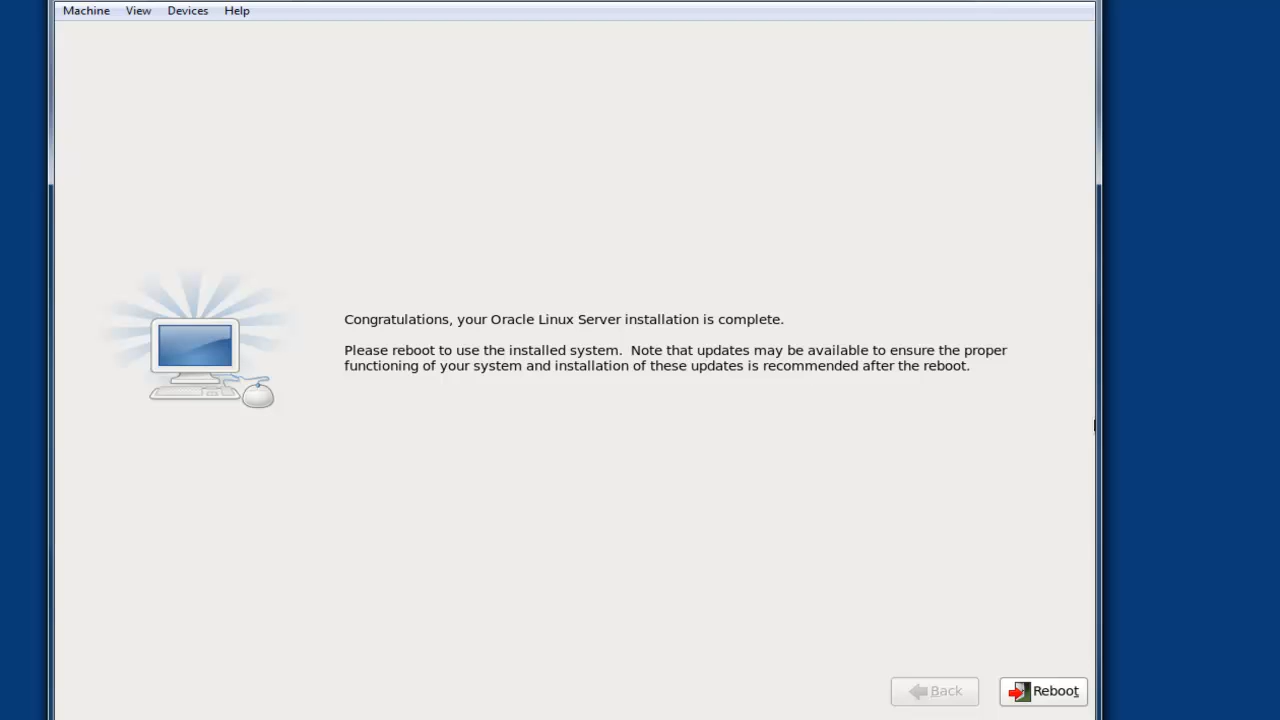 Machine View Devices Help
Congratulations, your Oracle Linux Server installation is complete.
Please reboot to use the installed system.  Note that updates may be available to ensure the proper
functioning of your system and installation of these updates is recommended after the reboot.
Back Reboot